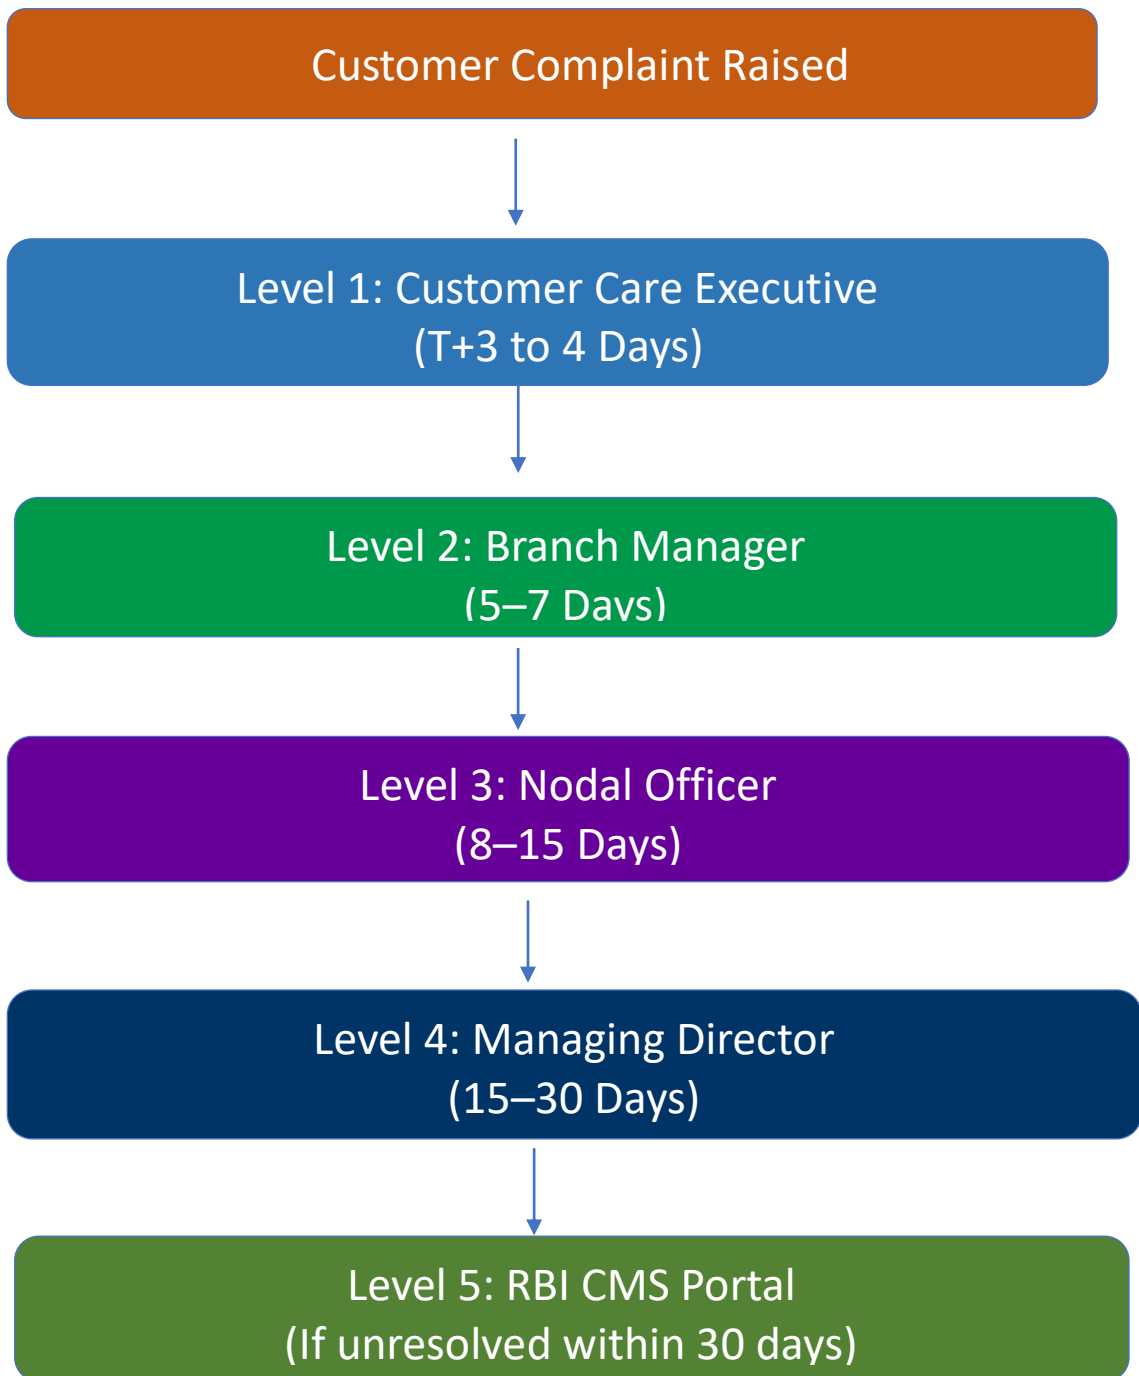 Customer Complaint Raised
Level 1: Customer Care Executive
(T+3 to 4 Days)
Level 2: Branch Manager
(5–7 Days)
Level 3: Nodal Officer
(8–15 Days)
Level 4: Managing Director
(15–30 Days)
Level 5: RBI CMS Portal
(If unresolved within 30 days)